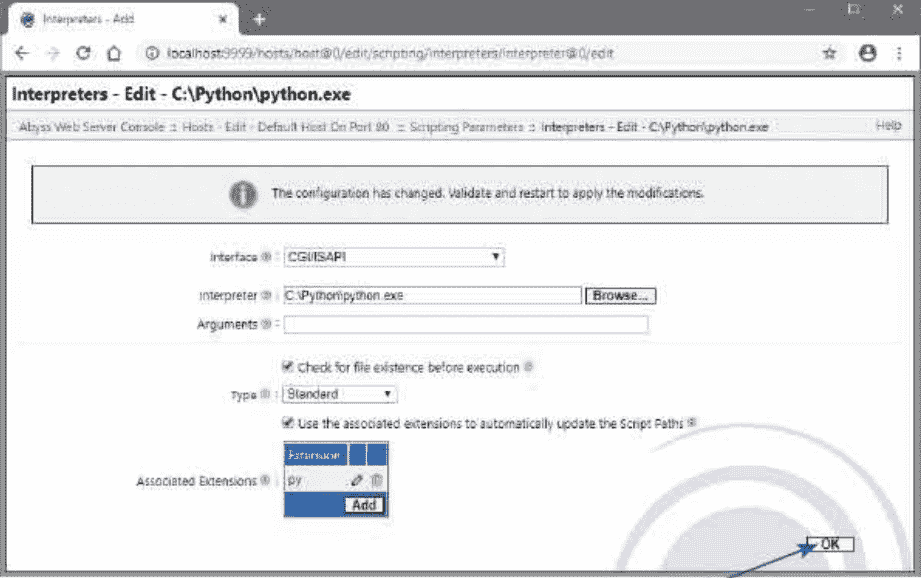 Interpreters - Add
localhost:9999/hosts/host@0/edit/scripting/interpreters/interpreter@0/edit
Interpreters - Edit - C:\Python\python.exe
Abyss Web Server Console :: Hosts - Edit - Default Host On Port 80 :: Scripting Parameters :: Interpreters - Edit - C:\Python\python.exe Help
The configuration has changed. Validate and restart to apply the modifications.
Interface : CGI/ISAPI
Interpreter : C:\Python\python.exe Browse...
Arguments :
Check for file existence before execution
Type : Standard
Use the associated extensions to automatically update the Script Paths
Extension
Associated Extensions : py
Add
OK